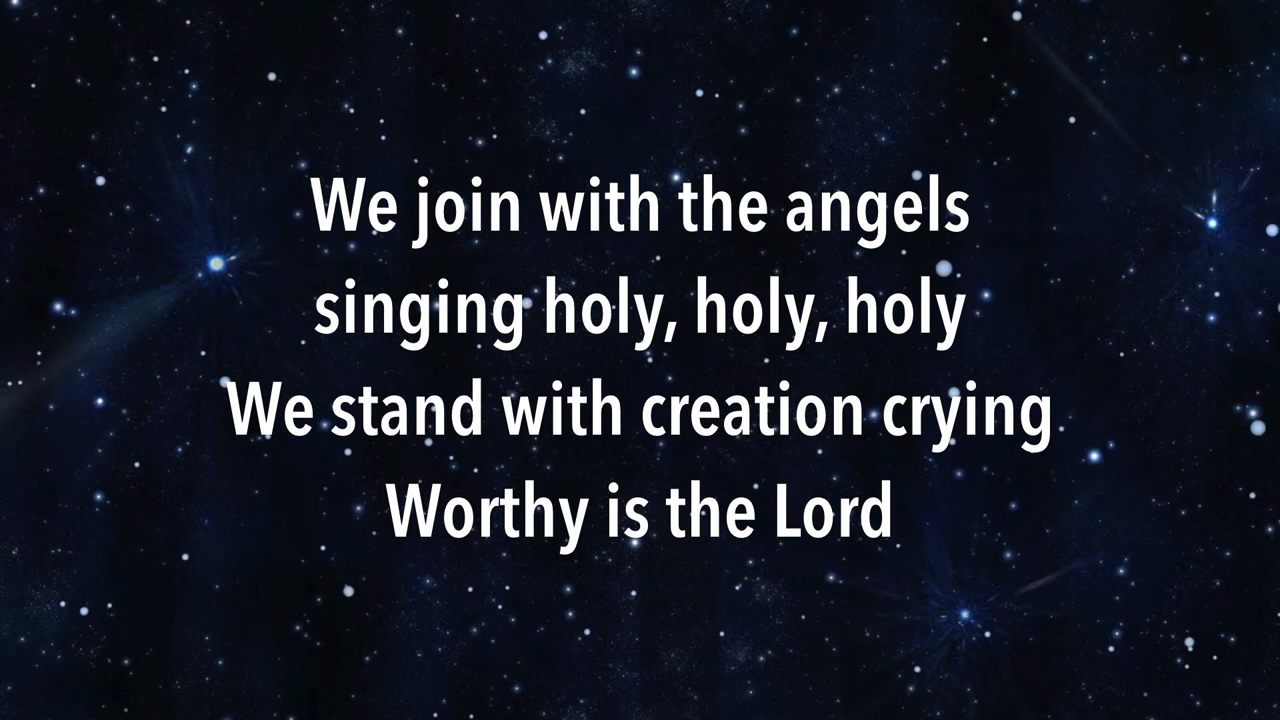 We join with the angels
singing holy, holy, holy
We stand with creation crying
Worthy is the Lord